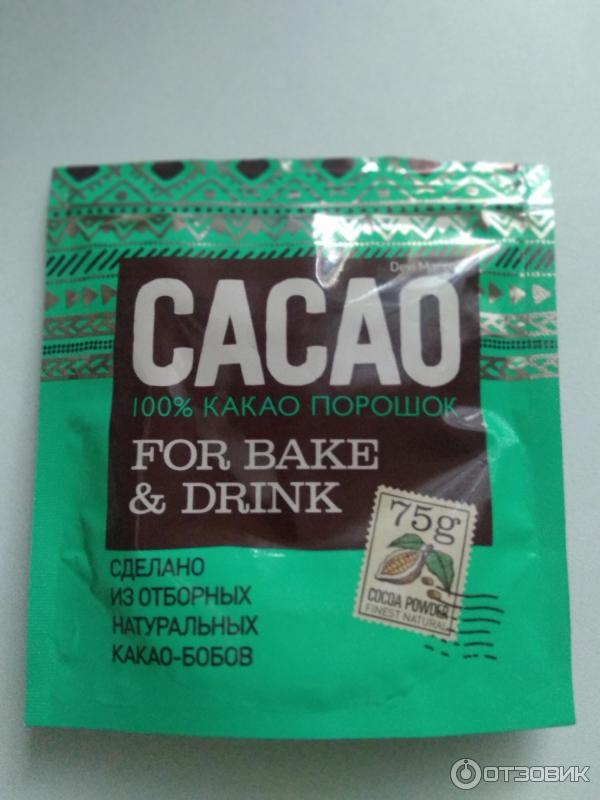 CACAO
100% КАКАО ПОРОШОК
FOR BAKE
& DRINK
75g
COCOA POWDER
FINEST NATURAL
СДЕЛАНО
ИЗ ОТБОРНЫХ
НАТУРАЛЬНЫХ
КАКАО-БОБОВ
ОТЗОВИК